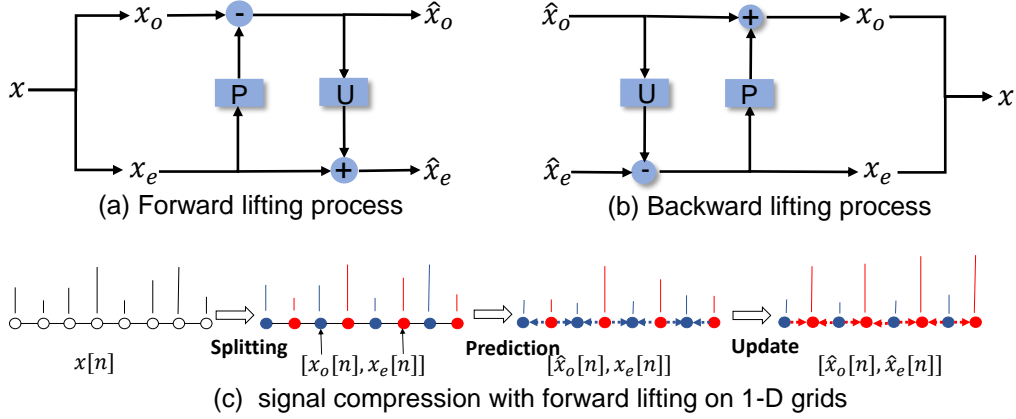 x
x_o
-
x̂_o
P
U
x_e
+
x̂_e
(a) Forward lifting process
x̂_o
+
x_o
U
P
x
x̂_e
-
x_e
(b) Backward lifting process
Splitting
Prediction
Update
x[n]
[x_o[n], x_e[n]]
[x̂_o[n], x_e[n]]
[x̂_o[n], x̂_e[n]]
(c) signal compression with forward lifting on 1-D grids